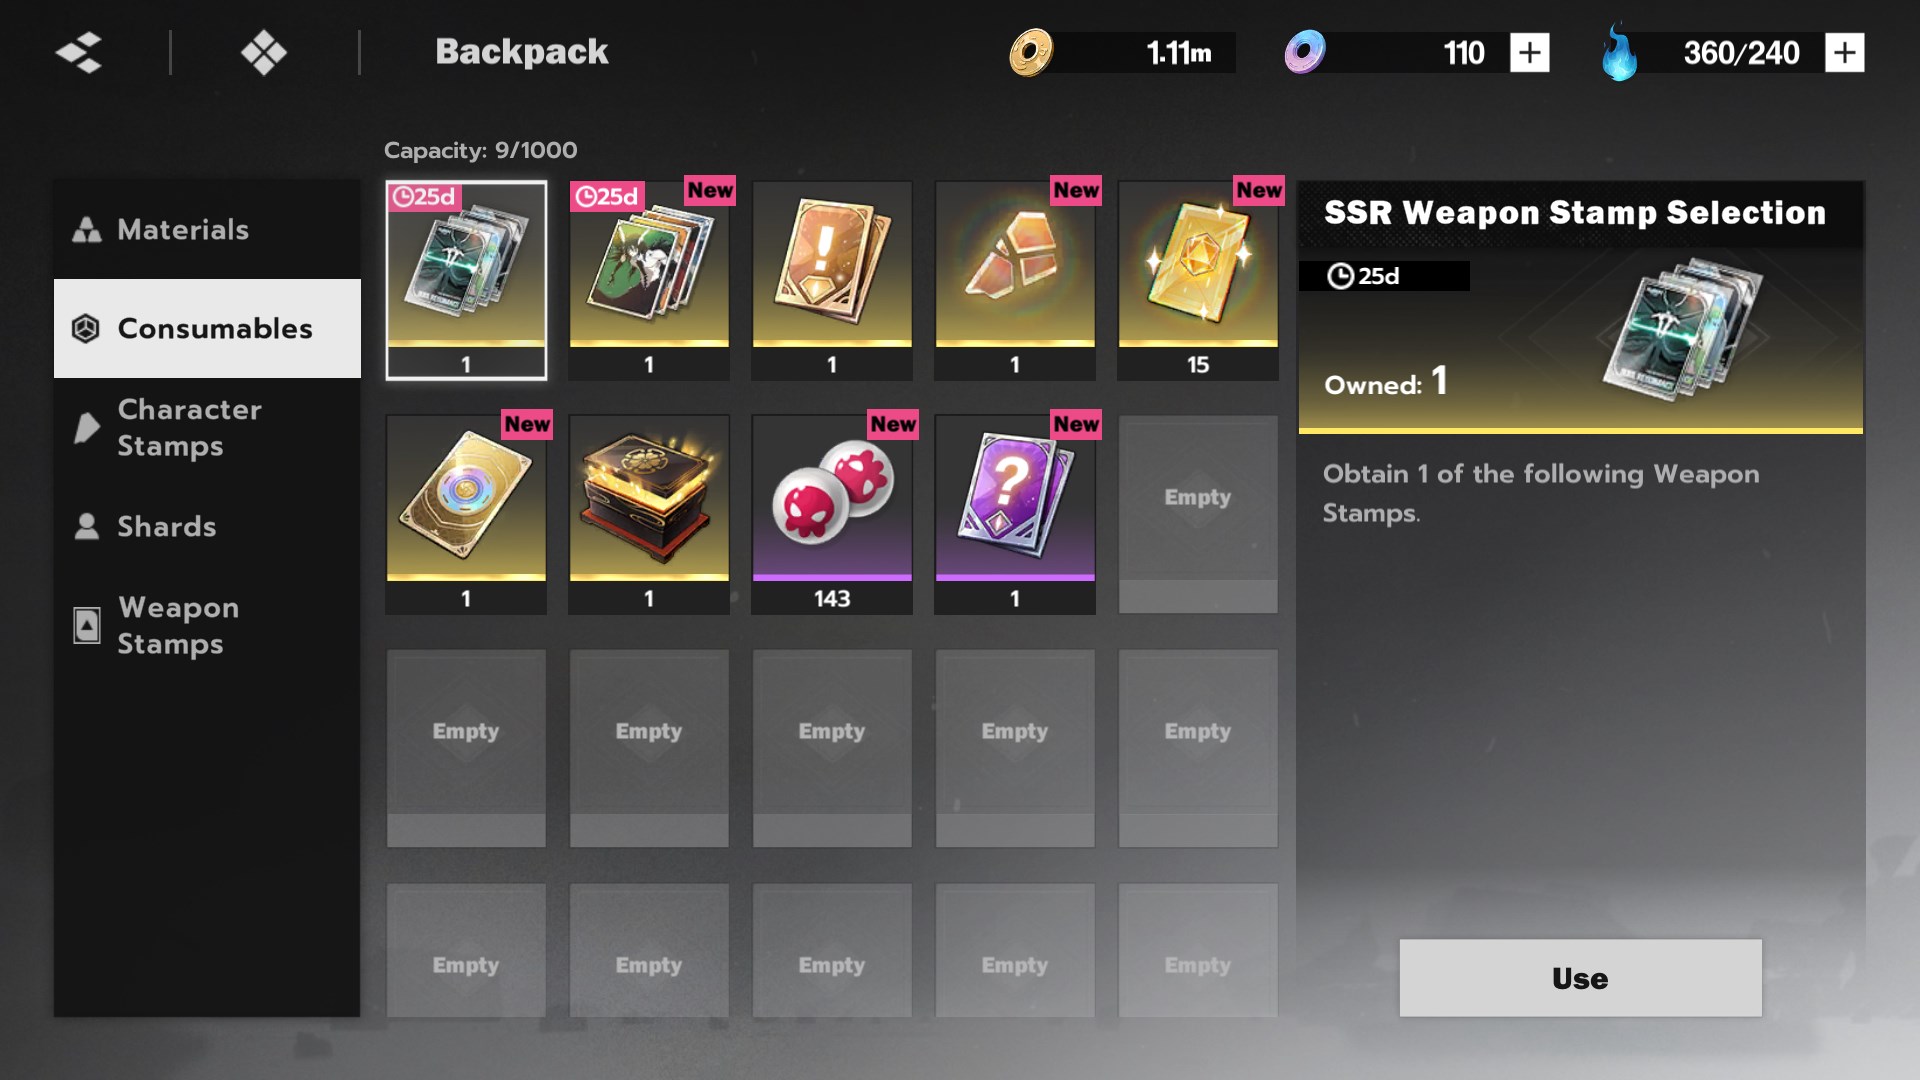 Backpack
1.11m
110
360/240
Capacity: 9/1000
Materials
Consumables
Character
Stamps
Shards
Weapon
Stamps
25d
1
25d
New
1
1
New
1
New
15
New
1
1
New
143
New
1
Empty
Empty
Empty
Empty
Empty
Empty
Empty
Empty
Empty
Empty
Empty
SSR Weapon Stamp Selection
25d
Owned: 1
Obtain 1 of the following Weapon
Stamps.
Use